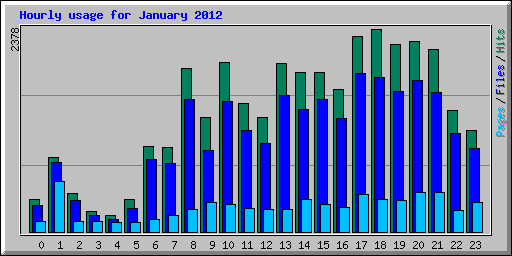 Hourly usage for January 2012
2378
Pages / Files / Hits
0 1 2 3 4 5 6 7 8 9 10 11 12 13 14 15 16 17 18 19 20 21 22 23